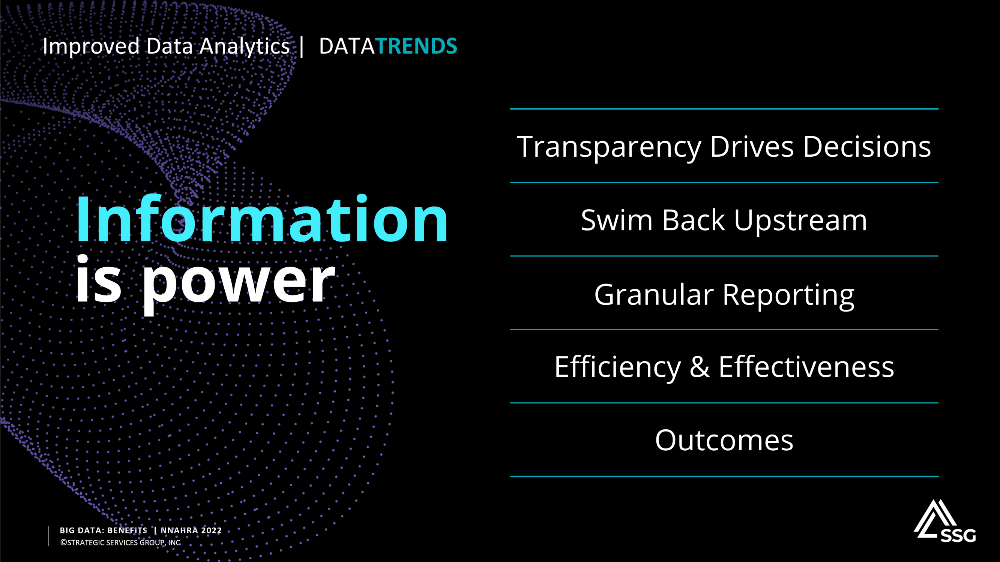 Improved Data Analytics | DATATRENDS
Information
is power
Transparency Drives Decisions
Swim Back Upstream
Granular Reporting
Efficiency & Effectiveness
Outcomes
BIG DATA: BENEFITS | NNAHRA 2022
©STRATEGIC SERVICES GROUP, INC
SSG